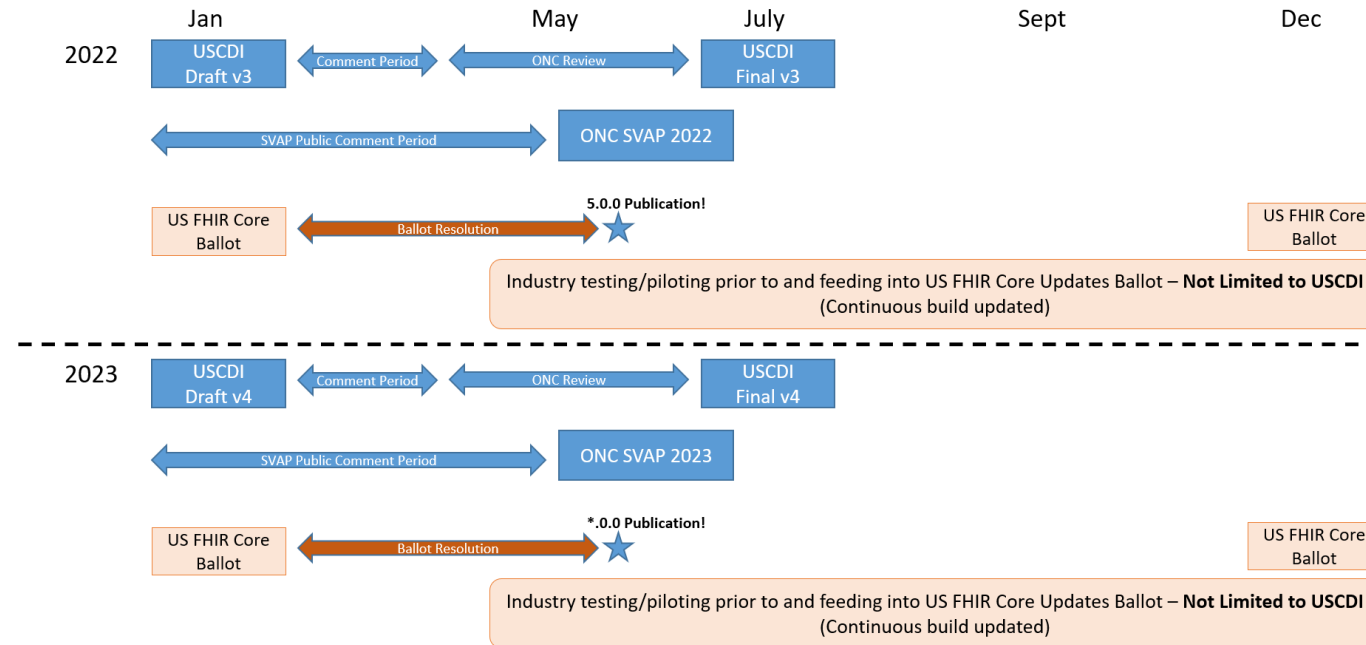 Jan May July Sept Dec
2022
USCDI
Draft v3
Comment Period
ONC Review
USCDI
Final v3
SVAP Public Comment Period
ONC SVAP 2022
5.0.0 Publication!
US FHIR Core
Ballot
Ballot Resolution
US FHIR Core
Ballot
Industry testing/piloting prior to and feeding into US FHIR Core Updates Ballot – Not Limited to USCDI
(Continuous build updated)
2023
USCDI
Draft v4
Comment Period
ONC Review
USCDI
Final v4
SVAP Public Comment Period
ONC SVAP 2023
*.0.0 Publication!
US FHIR Core
Ballot
Ballot Resolution
US FHIR Core
Ballot
Industry testing/piloting prior to and feeding into US FHIR Core Updates Ballot – Not Limited to USCDI
(Continuous build updated)